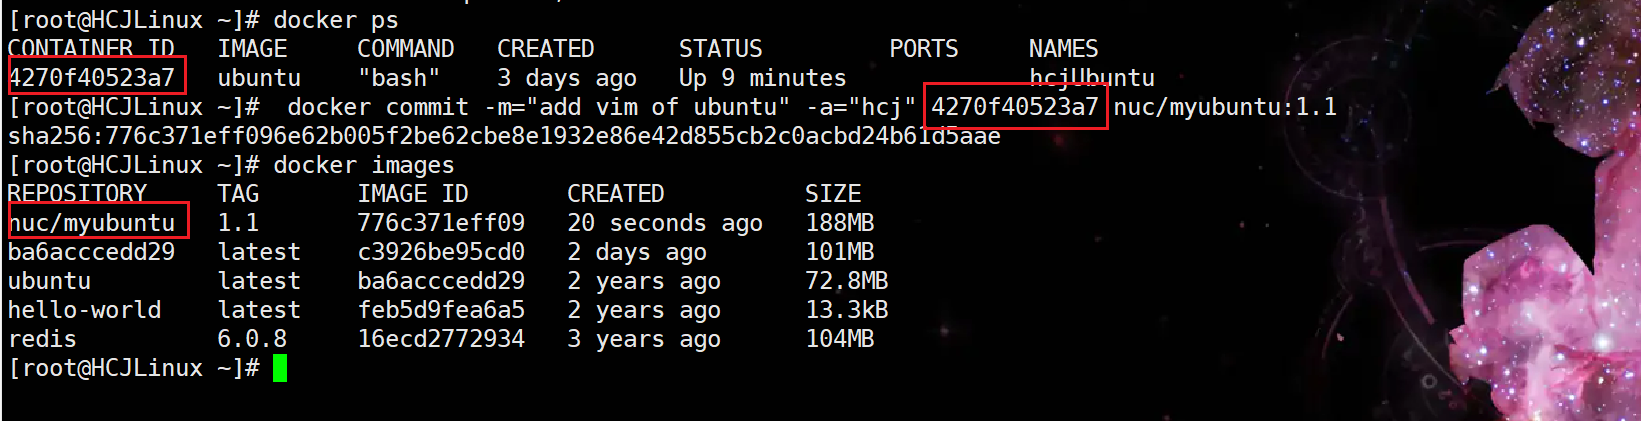 [root@HCJLinux ~]# docker ps
CONTAINER ID   IMAGE     COMMAND   CREATED      STATUS         PORTS     NAMES
4270f40523a7   ubuntu    "bash"    3 days ago   Up 9 minutes             hcjUbuntu
[root@HCJLinux ~]#  docker commit -m="add vim of ubuntu" -a="hcj" 4270f40523a7 nuc/myubuntu:1.1
sha256:776c371eff096e62b005f2be62cbe8e1932e86e42d855cb2c0acbd24b61d5aae
[root@HCJLinux ~]# docker images
REPOSITORY     TAG       IMAGE ID       CREATED          SIZE
nuc/myubuntu   1.1       776c371eff09   20 seconds ago   188MB
ba6acccedd29   latest    c3926be95cd0   2 days ago       101MB
ubuntu         latest    ba6acccedd29   2 years ago      72.8MB
hello-world    latest    feb5d9fea6a5   2 years ago      13.3kB
redis          6.0.8     16ecd2772934   3 years ago      104MB
[root@HCJLinux ~]#